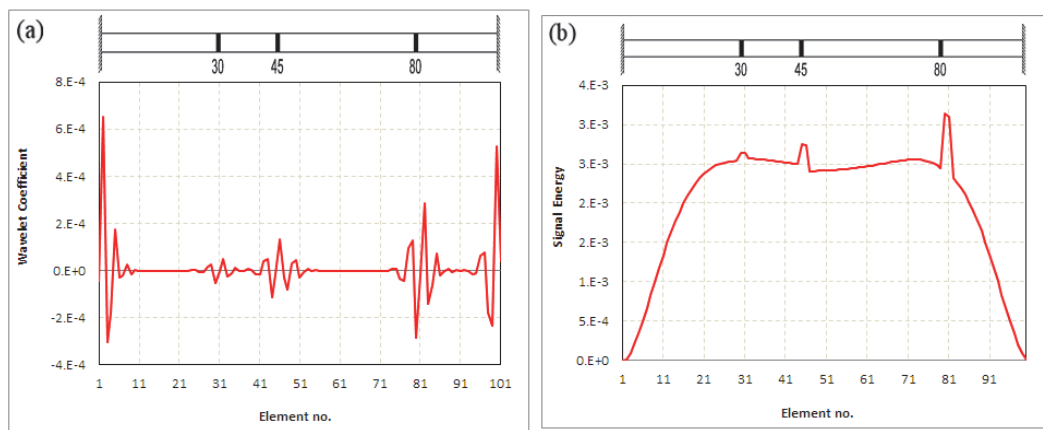 (a)
30 45 80
8.E-4
6.E-4
4.E-4
2.E-4
0.E+0
-2.E-4
-4.E-4
Wavelet Coefficient
1 11 21 31 41 51 61 71 81 91 101
Element no.
(b)
30 45 80
4.E-3
3.E-3
3.E-3
2.E-3
2.E-3
1.E-3
5.E-4
0.E+0
Signal Energy
1 11 21 31 41 51 61 71 81 91
Element no.